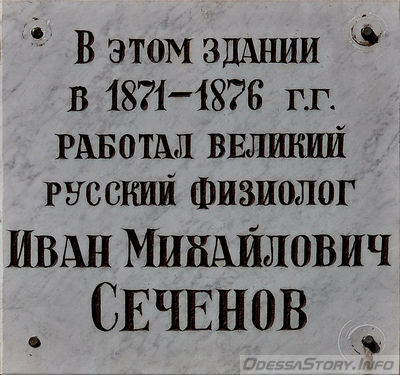 В этом здании
в 1871-1876 г.г.
работал великий
русский физиолог
Иван Михайлович
Сеченов
OdessaStory.Info